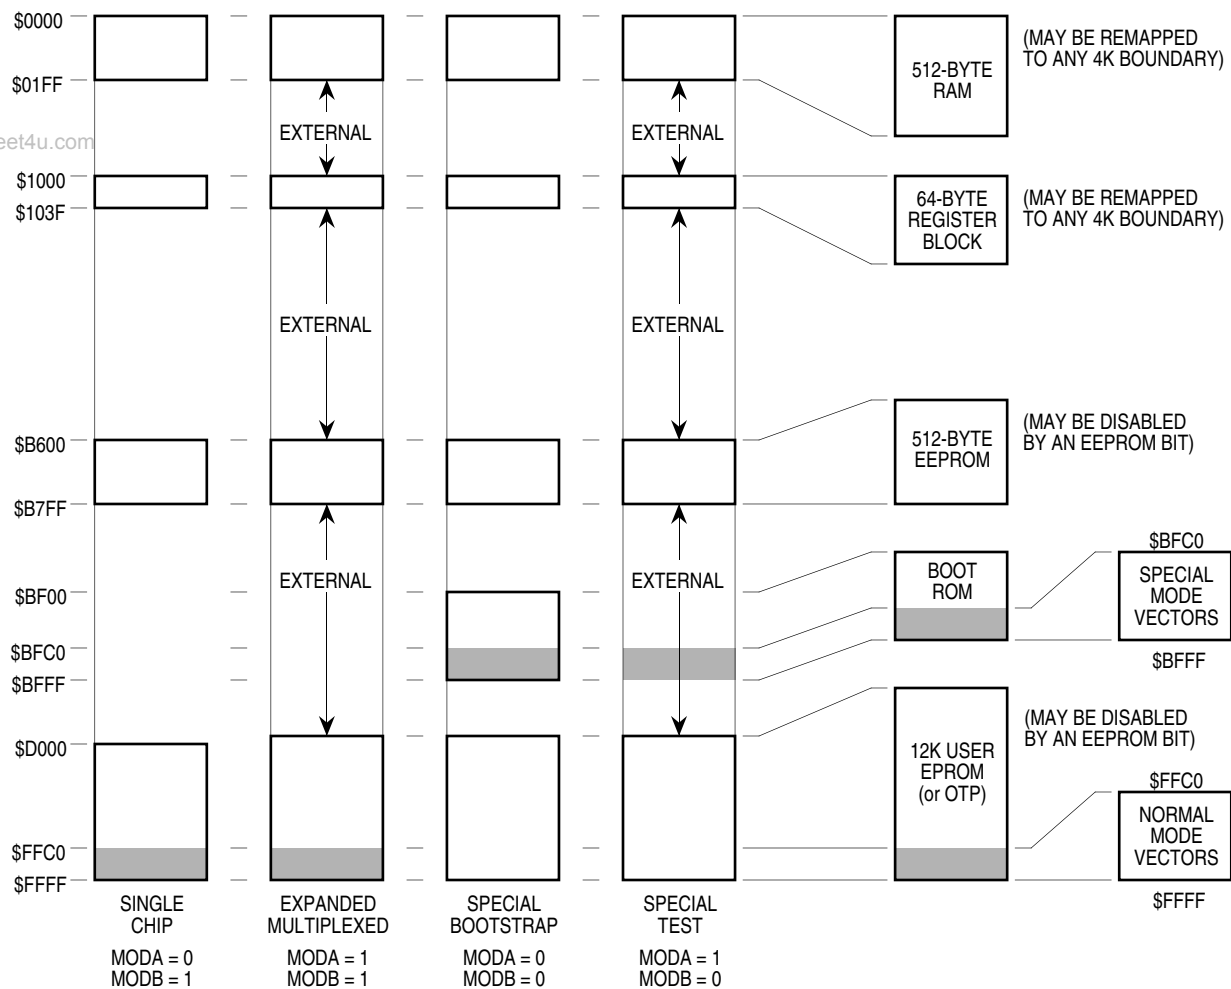 $0000
$01FF
eet4u.com
$1000
$103F
$B600
$B7FF
$BF00
$BFC0
$BFFF
$D000
$FFC0
$FFFF
EXTERNAL
EXTERNAL
EXTERNAL
EXTERNAL
EXTERNAL
EXTERNAL
512-BYTE
RAM
(MAY BE REMAPPED
TO ANY 4K BOUNDARY)
64-BYTE
REGISTER
BLOCK
(MAY BE REMAPPED
TO ANY 4K BOUNDARY)
512-BYTE
EEPROM
(MAY BE DISABLED
BY AN EEPROM BIT)
BOOT
ROM
$BFC0
SPECIAL
MODE
VECTORS
$BFFF
12K USER
EPROM
(or OTP)
(MAY BE DISABLED
BY AN EEPROM BIT)
$FFC0
NORMAL
MODE
VECTORS
$FFFF
SINGLE
CHIP
MODA = 0
MODB = 1
EXPANDED
MULTIPLEXED
MODA = 1
MODB = 1
SPECIAL
BOOTSTRAP
MODA = 0
MODB = 0
SPECIAL
TEST
MODA = 1
MODB = 0